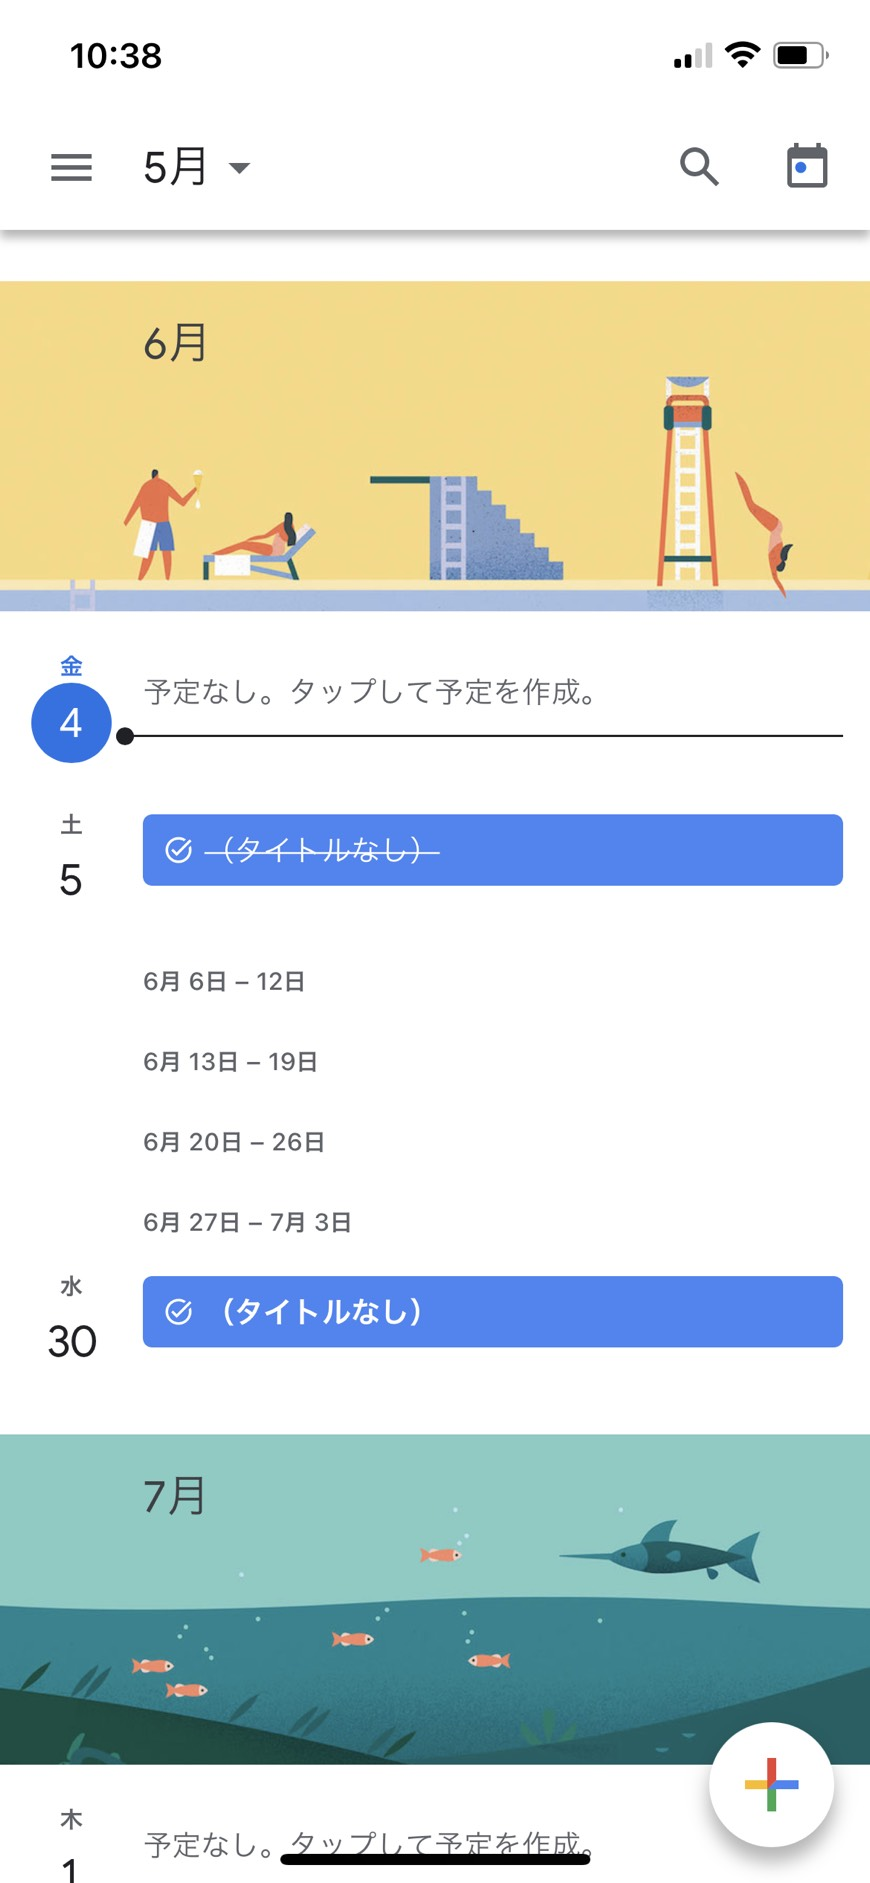 10:38
5月
6月
金
4
予定なし。タップして予定を作成。
土
5
（タイトルなし）
6月 6日 – 12日
6月 13日 – 19日
6月 20日 – 26日
6月 27日 – 7月 3日
水
30
（タイトルなし）
7月
木
1
予定なし。タップして予定を作成。